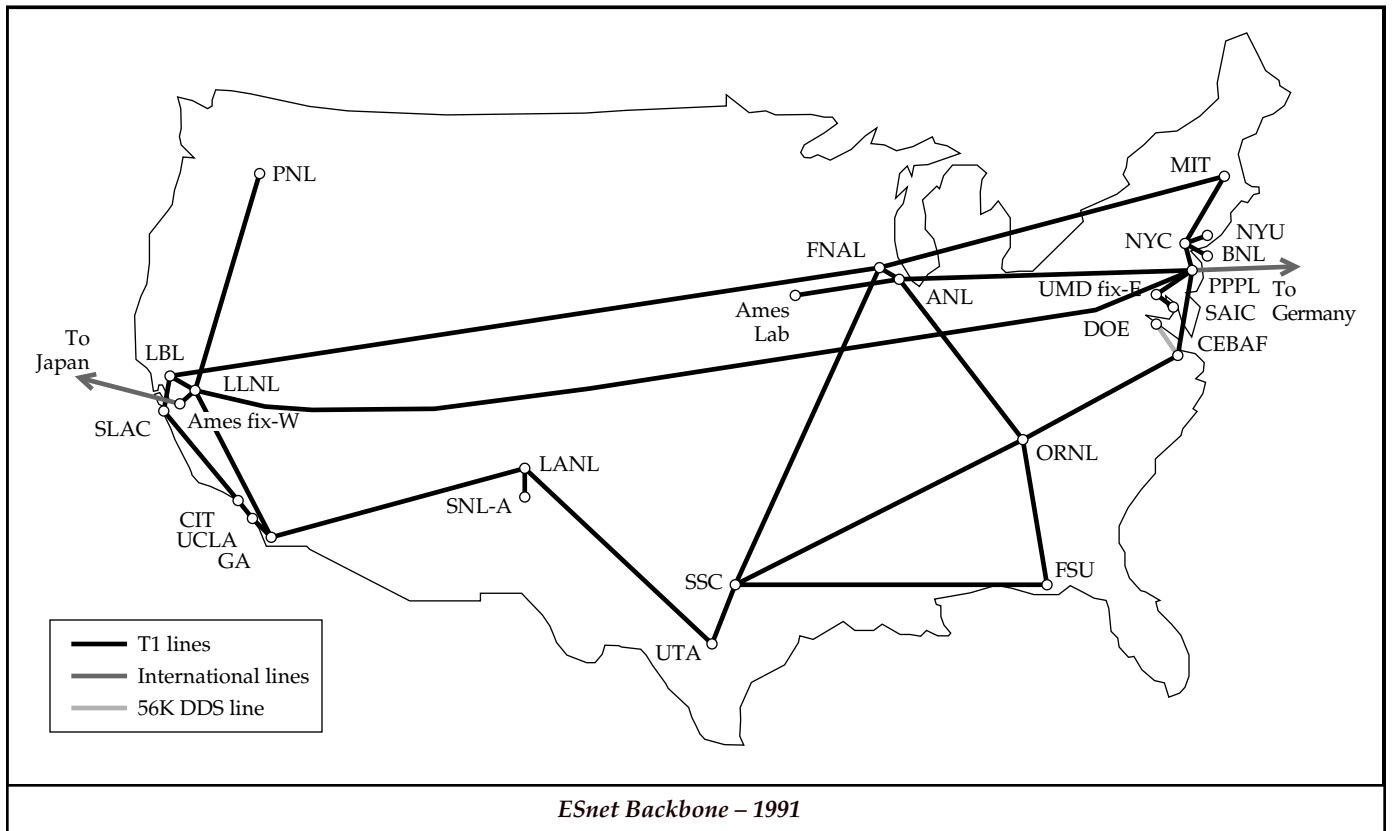 PNL
MIT
NYC
NYU
BNL
FNAL
ANL
Ames
Lab
UMD fix-E
PPPL
To
Germany
SAIC
DOE
CEBAF
To
Japan
LBL
LLNL
Ames fix-W
SLAC
LANL
SNL-A
ORNL
CIT
UCLA
GA
SSC
FSU
UTA
T1 lines
International lines
56K DDS line
ESnet Backbone – 1991